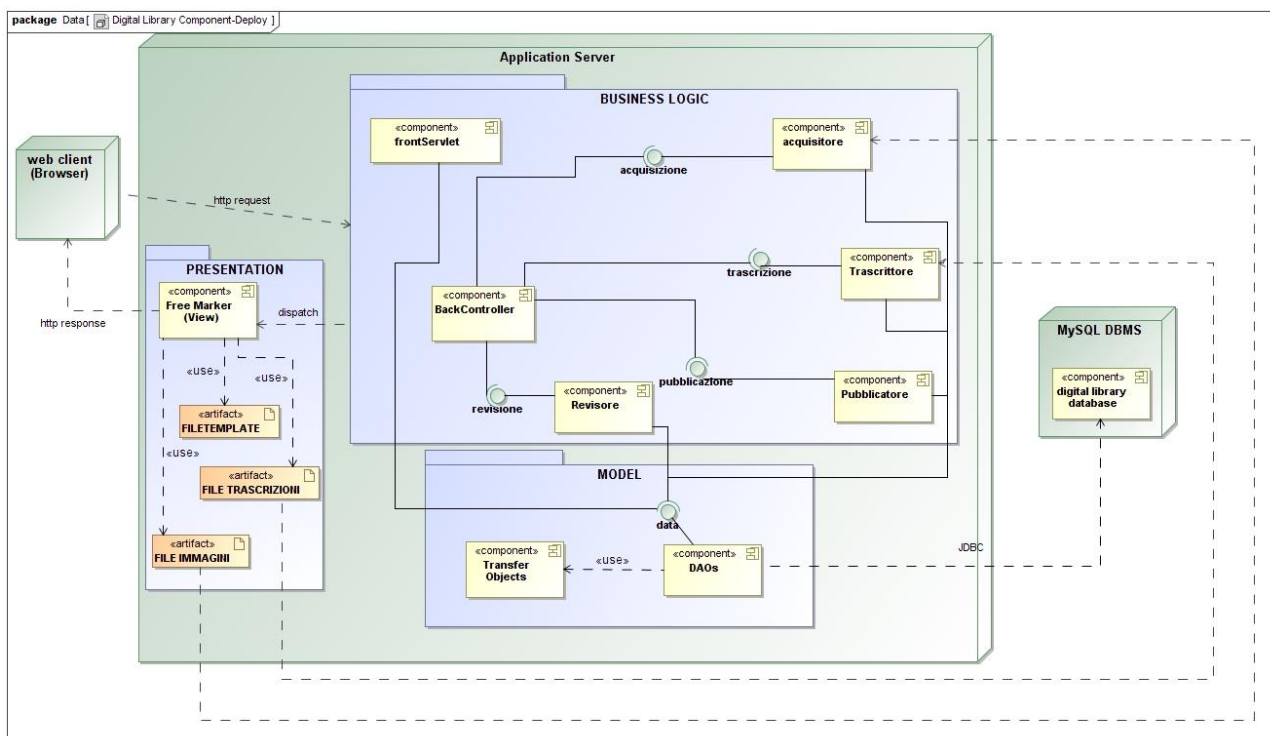 package Data[ Digital Library Component-Deploy ]
Application Server
BUSINESS LOGIC
«component»
frontServlet
«component»
acquisitore
acquisizione
web client
(Browser)
http request
PRESENTATION
«component»
Free Marker
(View)
http response
dispatch
«component»
BackController
trascrizione
«component»
Trascrittore
MySQL DBMS
«component»
digital library
database
«use»
«use»
pubblicazione
«component»
Pubblicatore
revisione
«component»
Revisore
«artifact»
FILETEMPLATE
«use»
«artifact»
FILE TRASCRIZIONI
MODEL
data
«artifact»
FILE IMMAGINI
«component»
Transfer
Objects
«use»
«component»
DAOs
JDBC